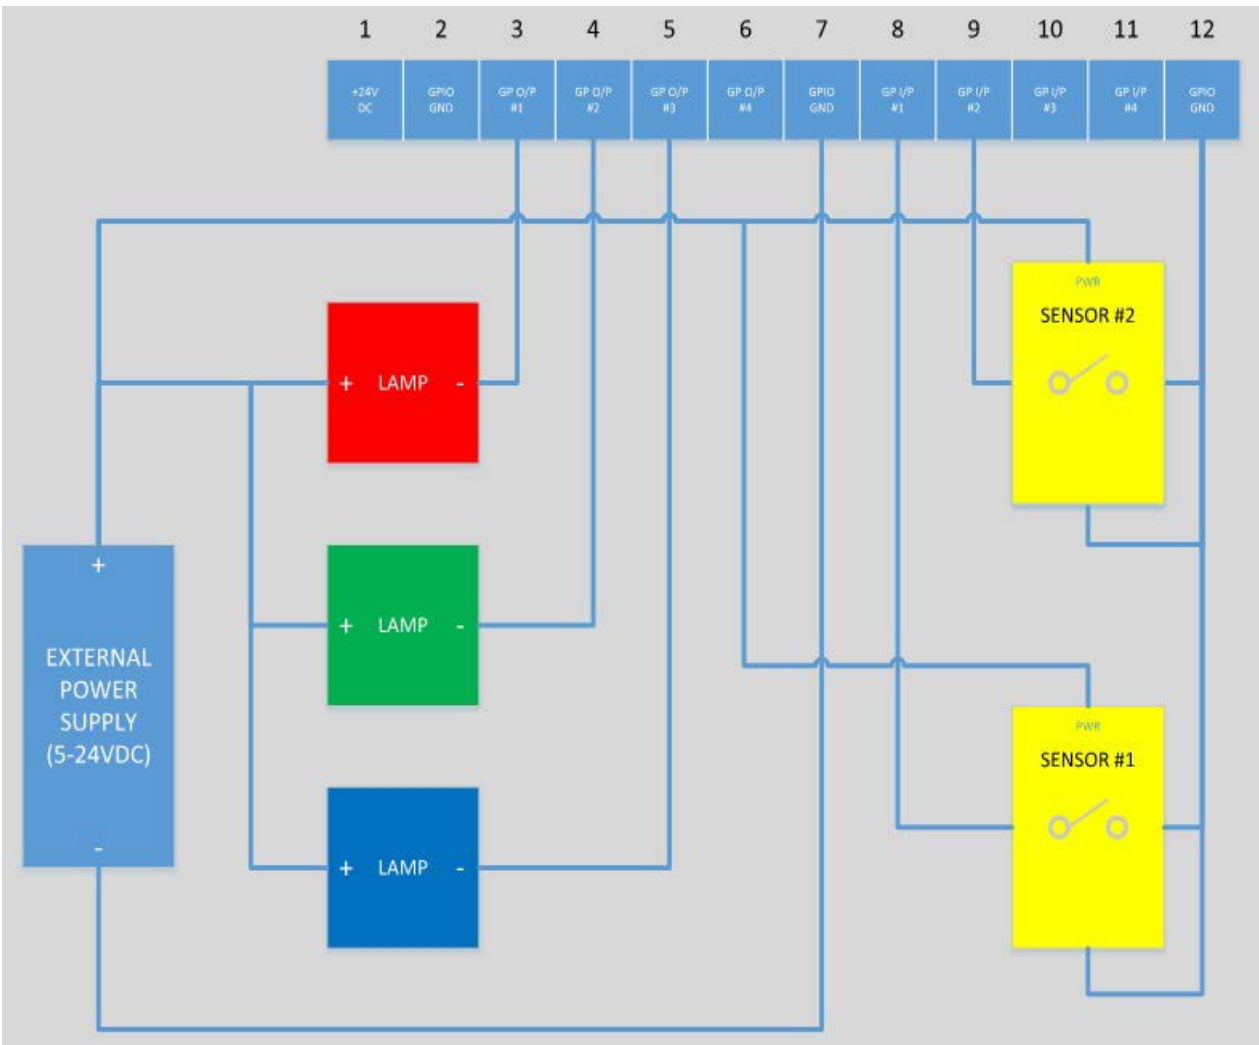 1 2 3 4 5 6 7 8 9 10 11 12
+24V GPIO GP O/P GP O/P GP O/P GP O/P GPIO GP I/P GP I/P GP I/P GP I/P GPIO
DC GND #1 #2 #3 #4 GND #1 #2 #3 #4 GND
PWR
SENSOR #2
+ LAMP -
+
+ LAMP -
EXTERNAL
POWER
SUPPLY
(5-24VDC)
-
PWR
SENSOR #1
+ LAMP -